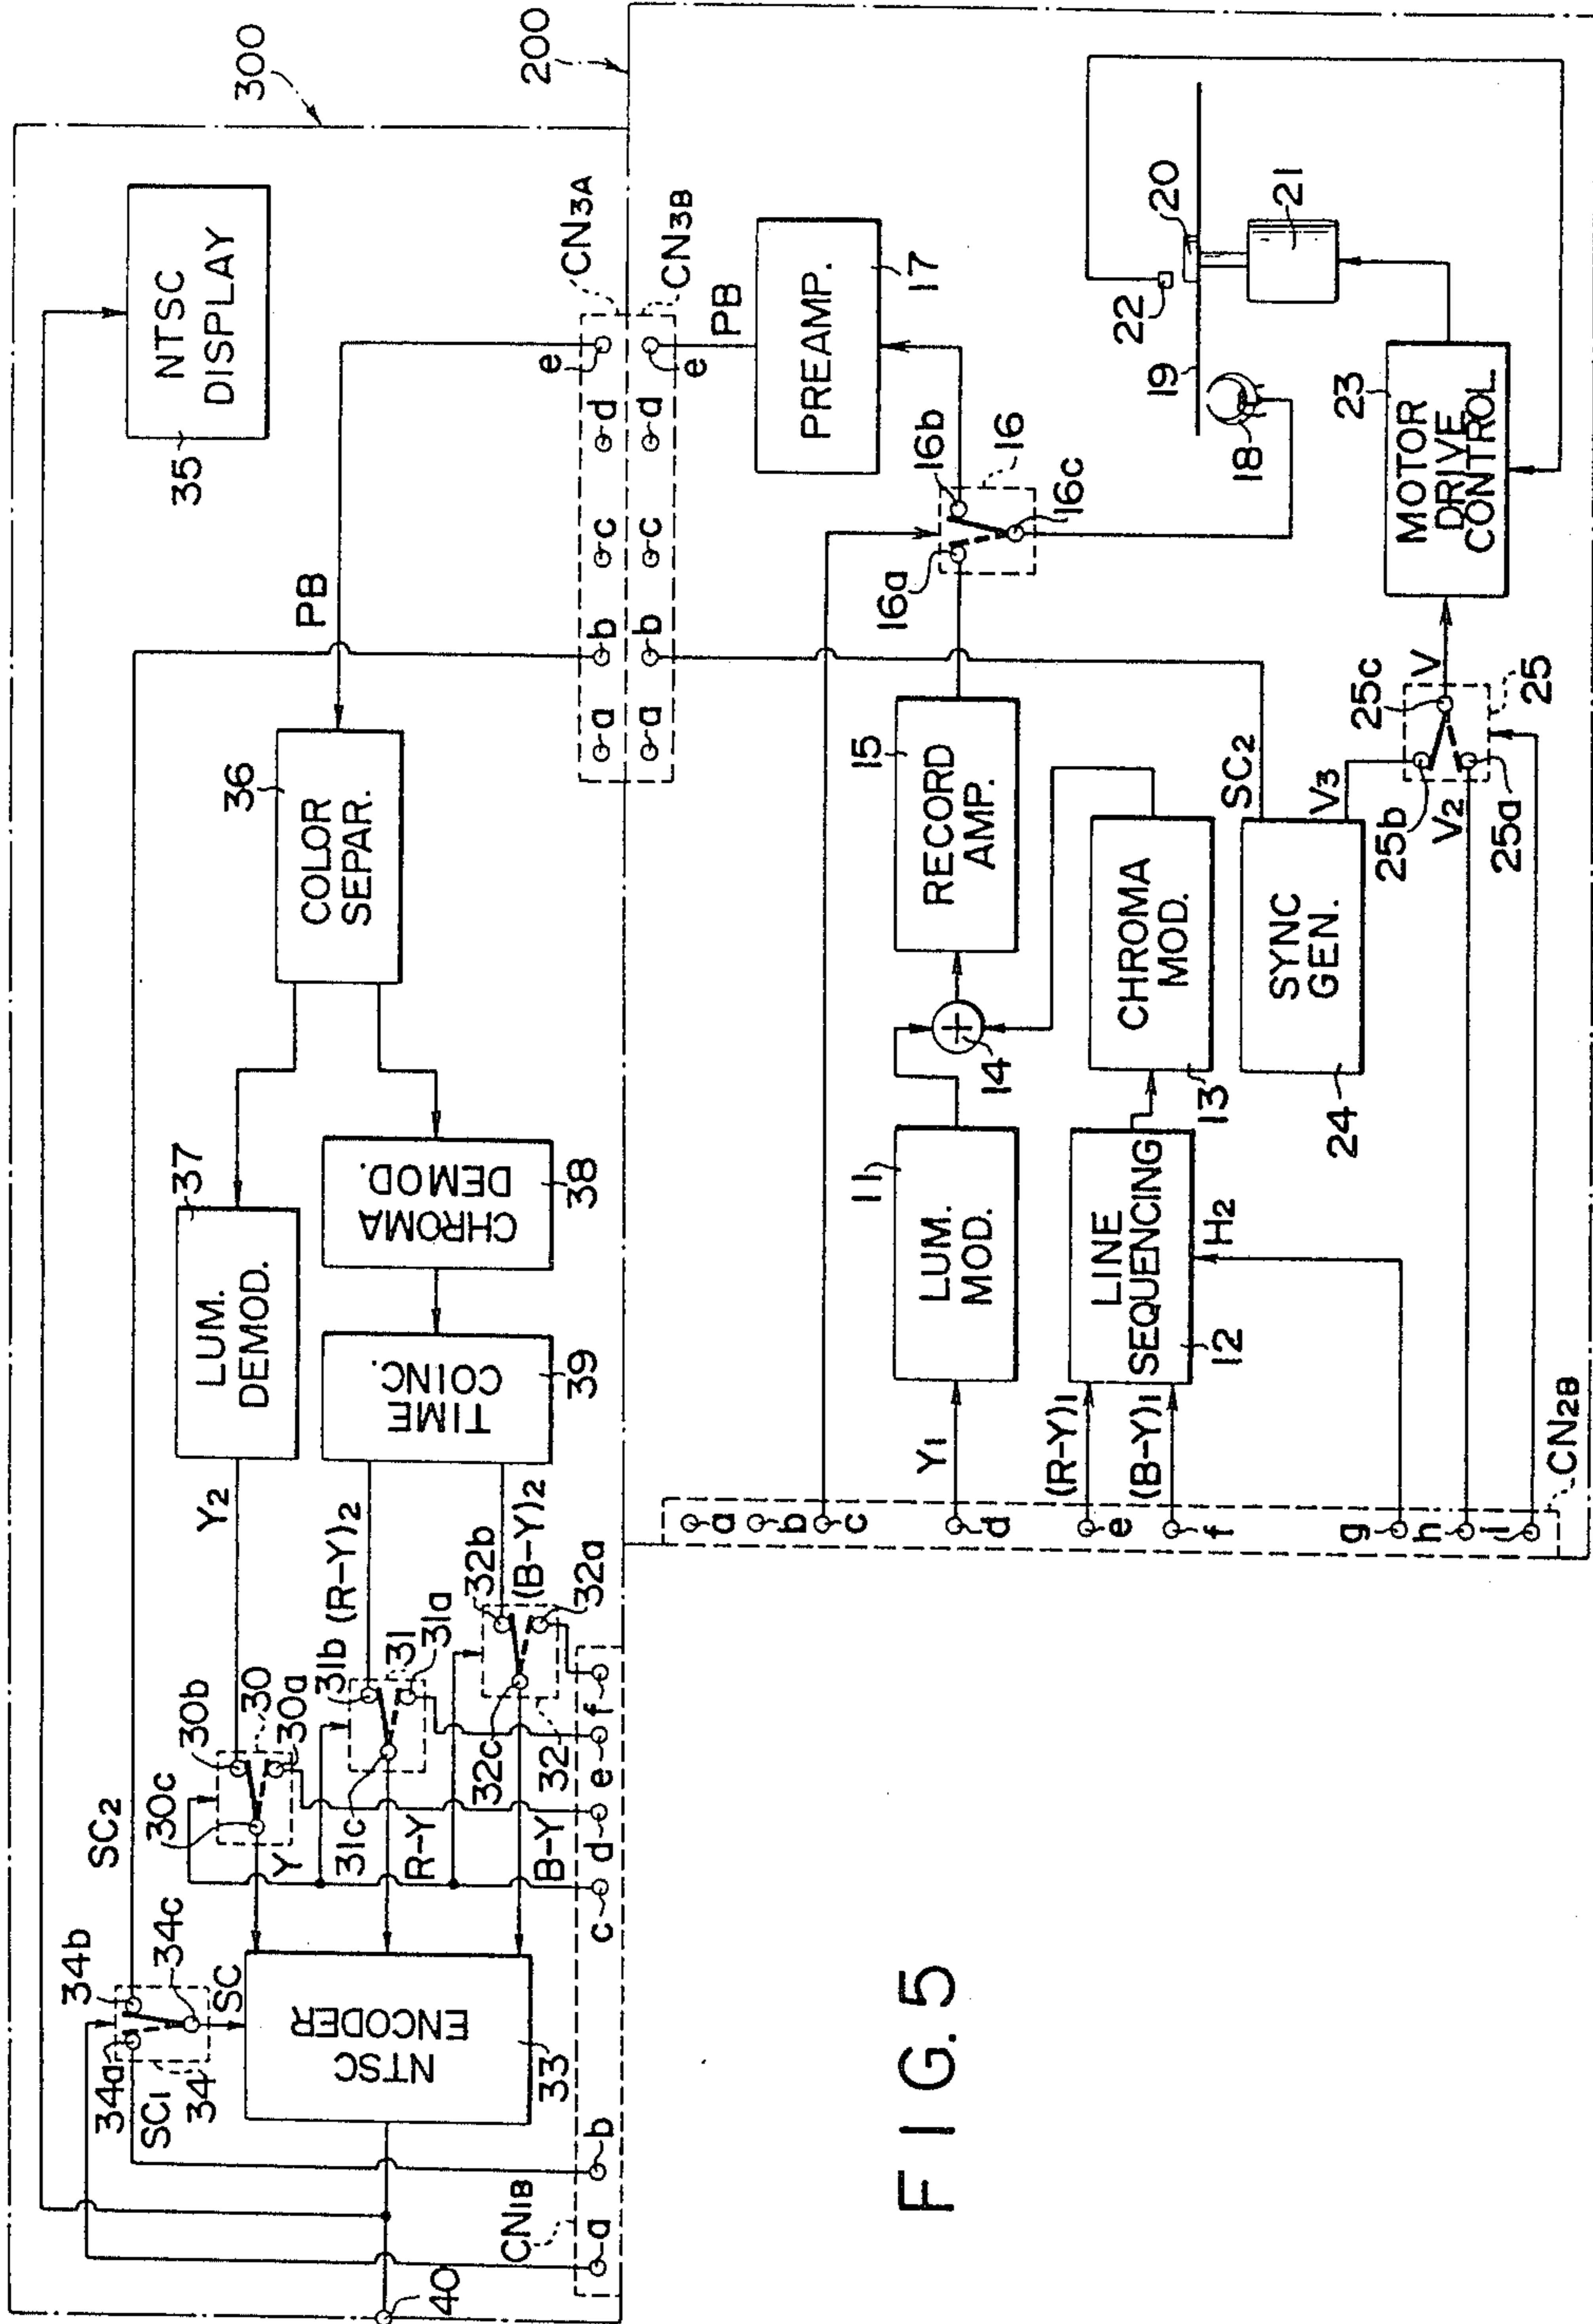 300
200
NTSC
DISPLAY
35
PB
36
COLOR
SEPAR.
37
LUM.
DEMOD.
CHROMA
DEMOD.
38
TIME
COINC.
39
Y2
(R-Y)2
(B-Y)2
SC2
30b
30
30a
30c
31b
31
31a
31c
32b
32a
32c
32
Y
R-Y
B-Y
34b
34c
34a
34
SC1
SC
NTSC
ENCODER
33
40
CN1B
a
b
c
d
e
f
CN3A
a
b
c
d
e
CN3B
a
b
c
d
e
PB
PREAMP.
17
16b
16
16a
16c
15
RECORD
AMP.
14
11
LUM.
MOD.
Y1
LINE
SEQUENCING
12
(R-Y)1
(B-Y)1
H2
CHROMA
MOD.
13
SYNC
GEN.
24
SC2
V3
V2
V
25b
25a
25c
25
MOTOR
DRIVE
CONTROL
23
18
19
20
21
22
CN2B
a
b
c
d
e
f
g
h
i
FIG. 5